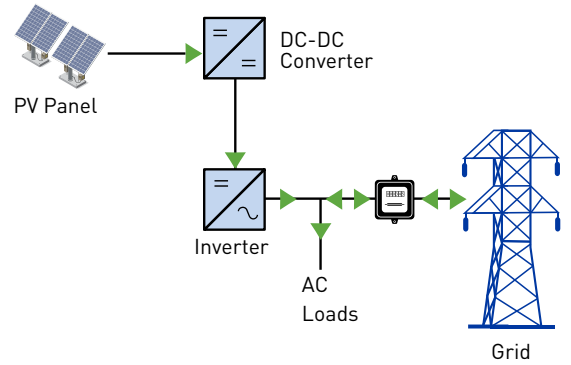 DC-DC
Converter
PV Panel
Inverter
AC
Loads
Grid